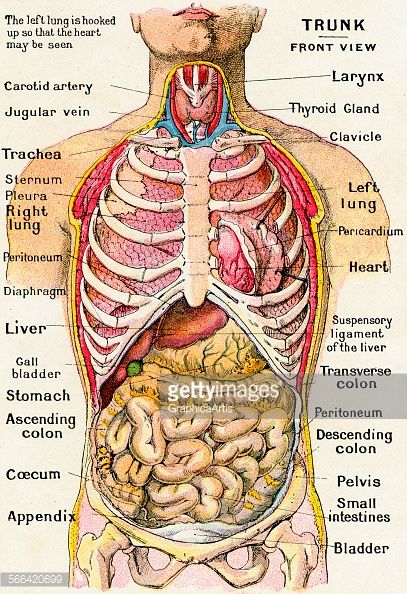 The left lung is hooked
up so that the heart
may be seen
TRUNK
FRONT VIEW
Carotid artery
Jugular vein
Trachea
Sternum
Pleura
Right
lung
Peritoneum
Diaphragm
Liver
Gall
bladder
Stomach
Ascending
colon
Cœcum
Appendix
Larynx
Thyroid Gland
Clavicle
Left
lung
Pericardium
Heart
Suspensory
ligament
of the liver
Transverse
colon
Peritoneum
Descending
colon
Pelvis
Small
intestines
Bladder
gettyimages
GraphicaArtis
566420699